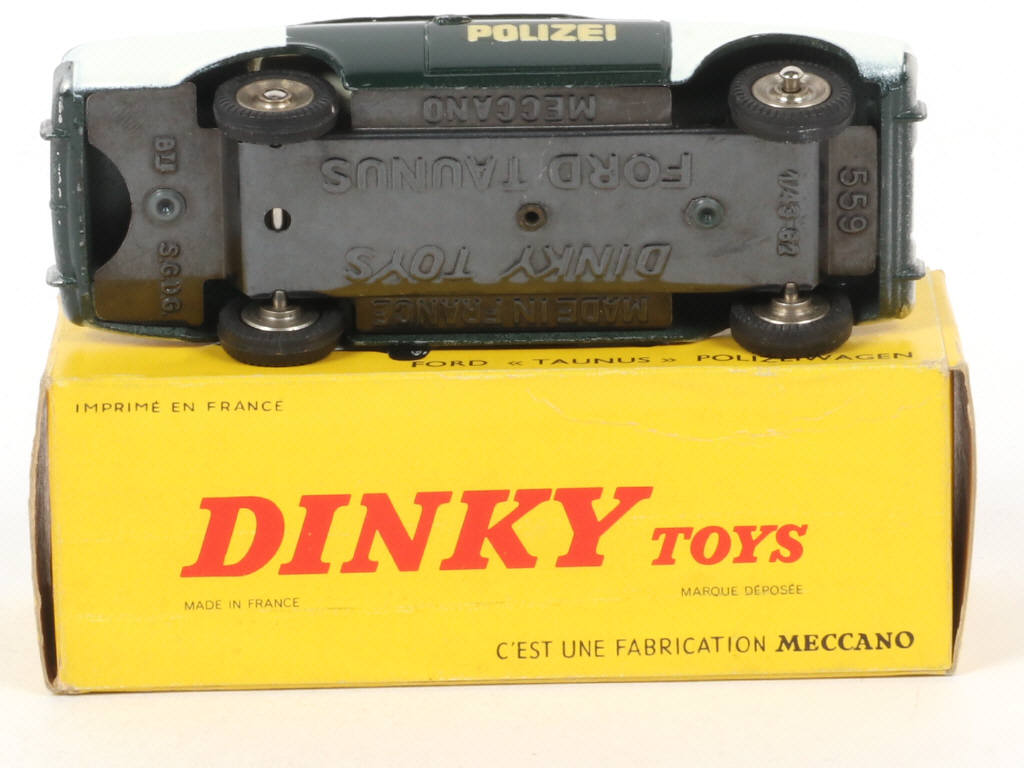 POLIZEI
MECCANO
FORD TAUNUS
559
DINKY TOYS
MADE IN FRANCE
S.G.D.G.
FORD « TAUNUS » POLIZEIWAGEN
IMPRIMÉ EN FRANCE
DINKY TOYS
MADE IN FRANCE
MARQUE DÉPOSÉE
C'EST UNE FABRICATION MECCANO